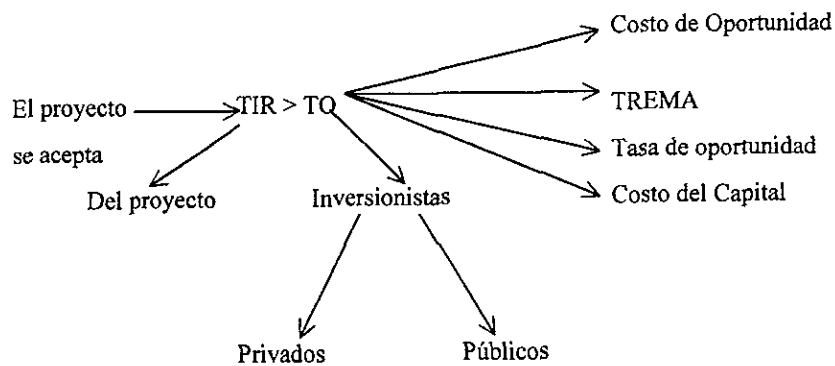 Costo de Oportunidad
El proyecto
TIR > TO
TREMA
se acepta
Tasa de oportunidad
Del proyecto
Inversionistas
Costo del Capital
Privados
Públicos